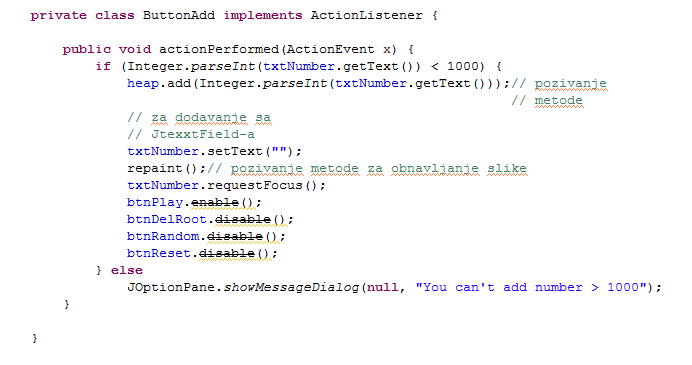 private class ButtonAdd implements ActionListener {
public void actionPerformed(ActionEvent x) {
if (Integer.parseInt(txtNumber.getText()) < 1000) {
heap.add(Integer.parseInt(txtNumber.getText()));// pozivanje
// metode
// za dodavanje sa
// JtexxtField-a
txtNumber.setText("");
repaint();// pozivanje metode za obnavljanje slike
txtNumber.requestFocus();
btnPlay.enable();
btnDelRoot.disable();
btnRandom.disable();
btnReset.disable();
} else
JOptionPane.showMessageDialog(null, "You can't add number > 1000");
}
}